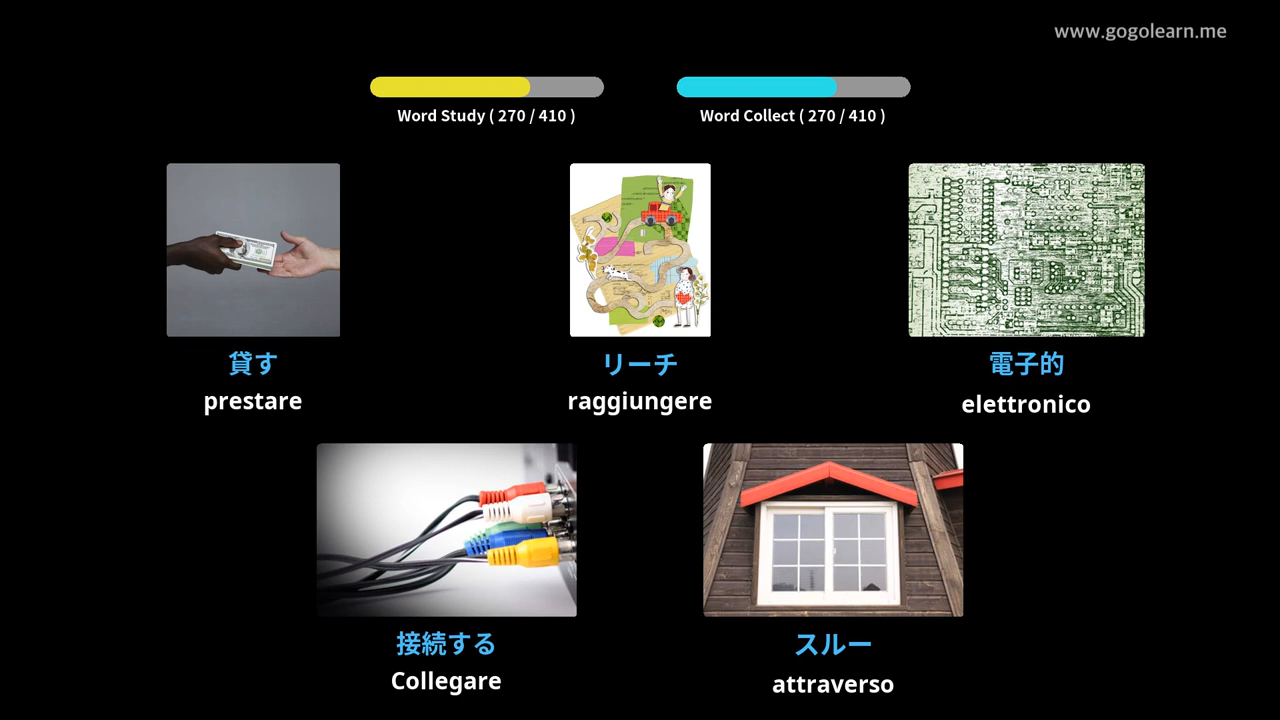 www.gogolearn.me
Word Study ( 270 / 410 )
Word Collect ( 270 / 410 )
貸す
prestare
リーチ
raggiungere
電子的
elettronico
接続する
Collegare
スルー
attraverso